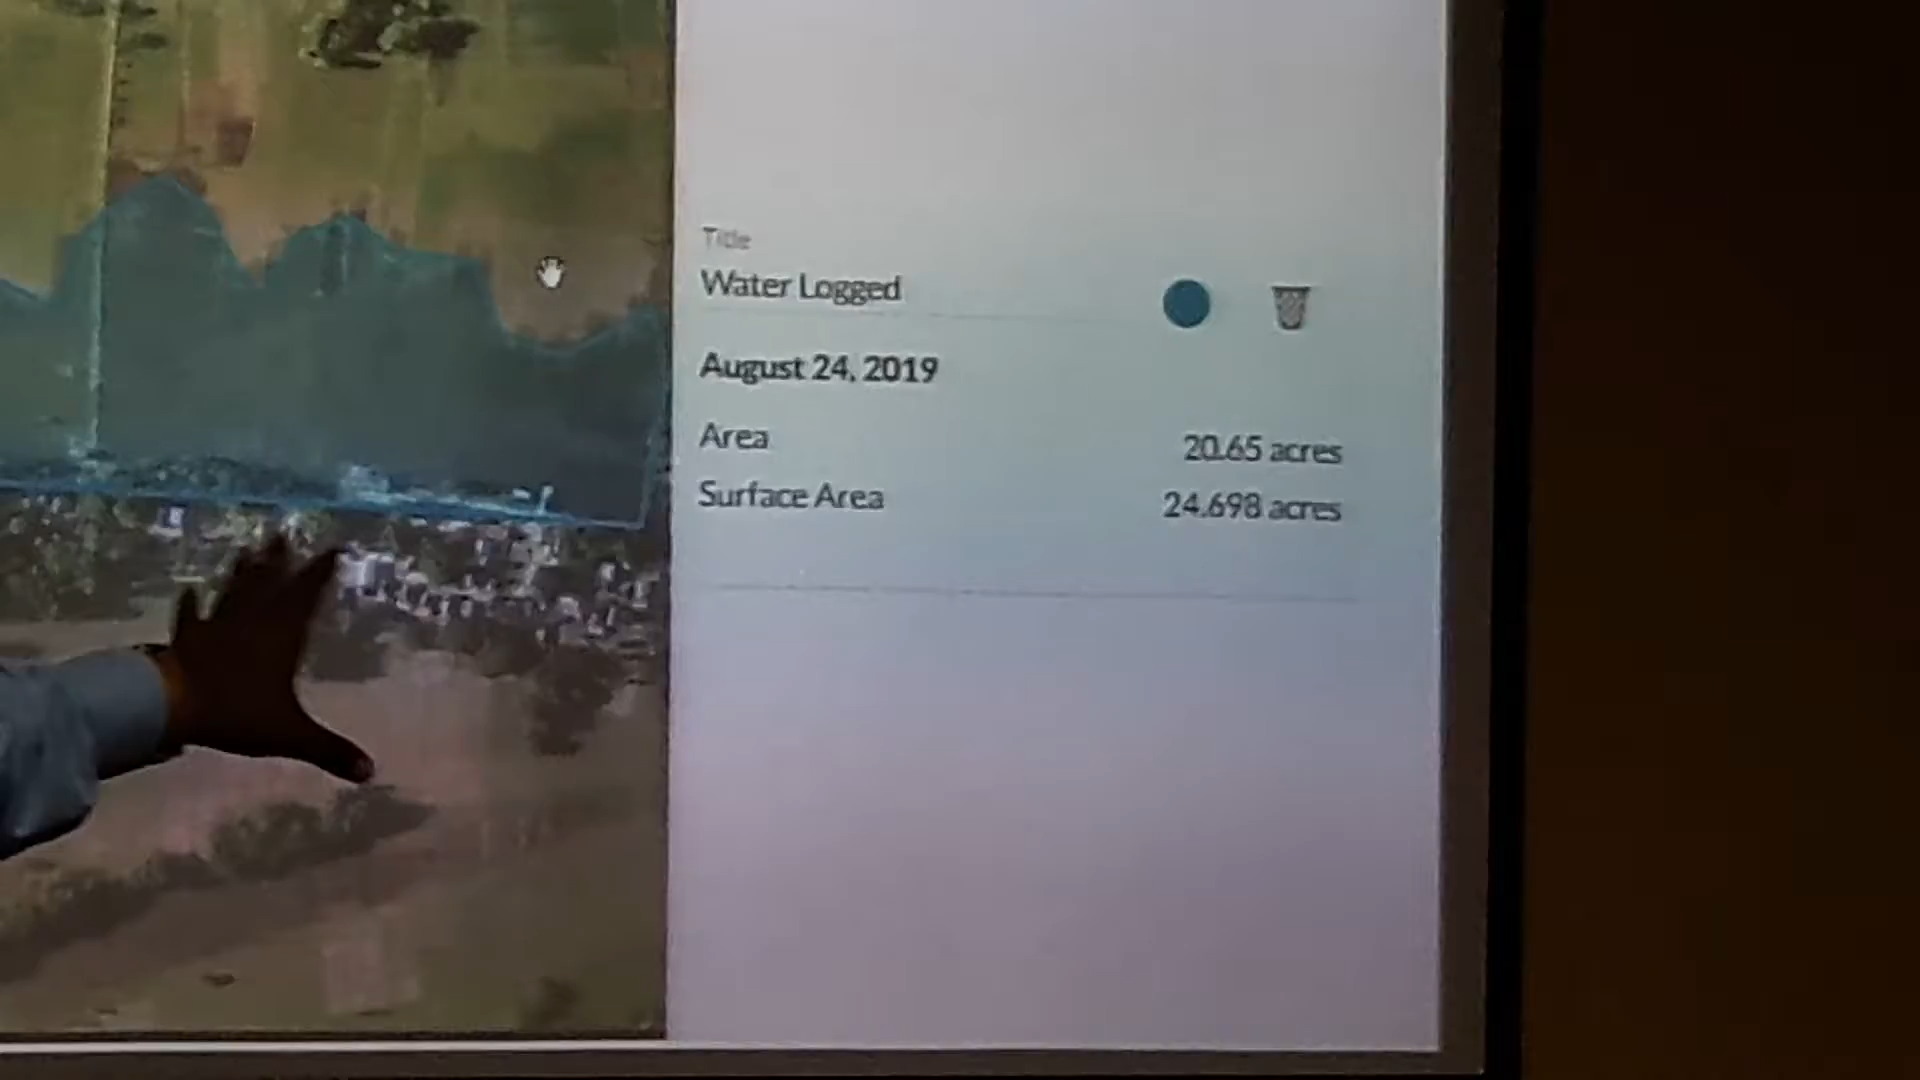 Title
Water Logged
August 24, 2019
Area 20.65 acres
Surface Area 24.698 acres